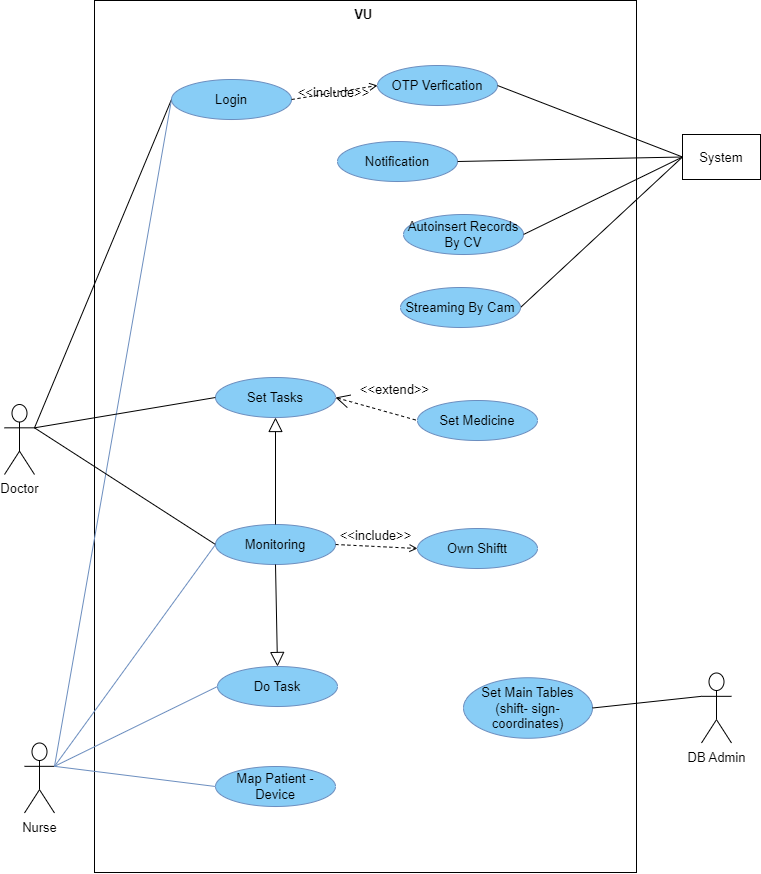 VU
Login
<<include>>
OTP Verfication
Notification
System
Autoinsert Records
By CV
Streaming By Cam
Set Tasks
<<extend>>
Set Medicine
Doctor
Monitoring
<<include>>
Own Shiftt
Do Task
Set Main Tables
(shift- sign-
coordinates)
DB Admin
Map Patient -
Device
Nurse